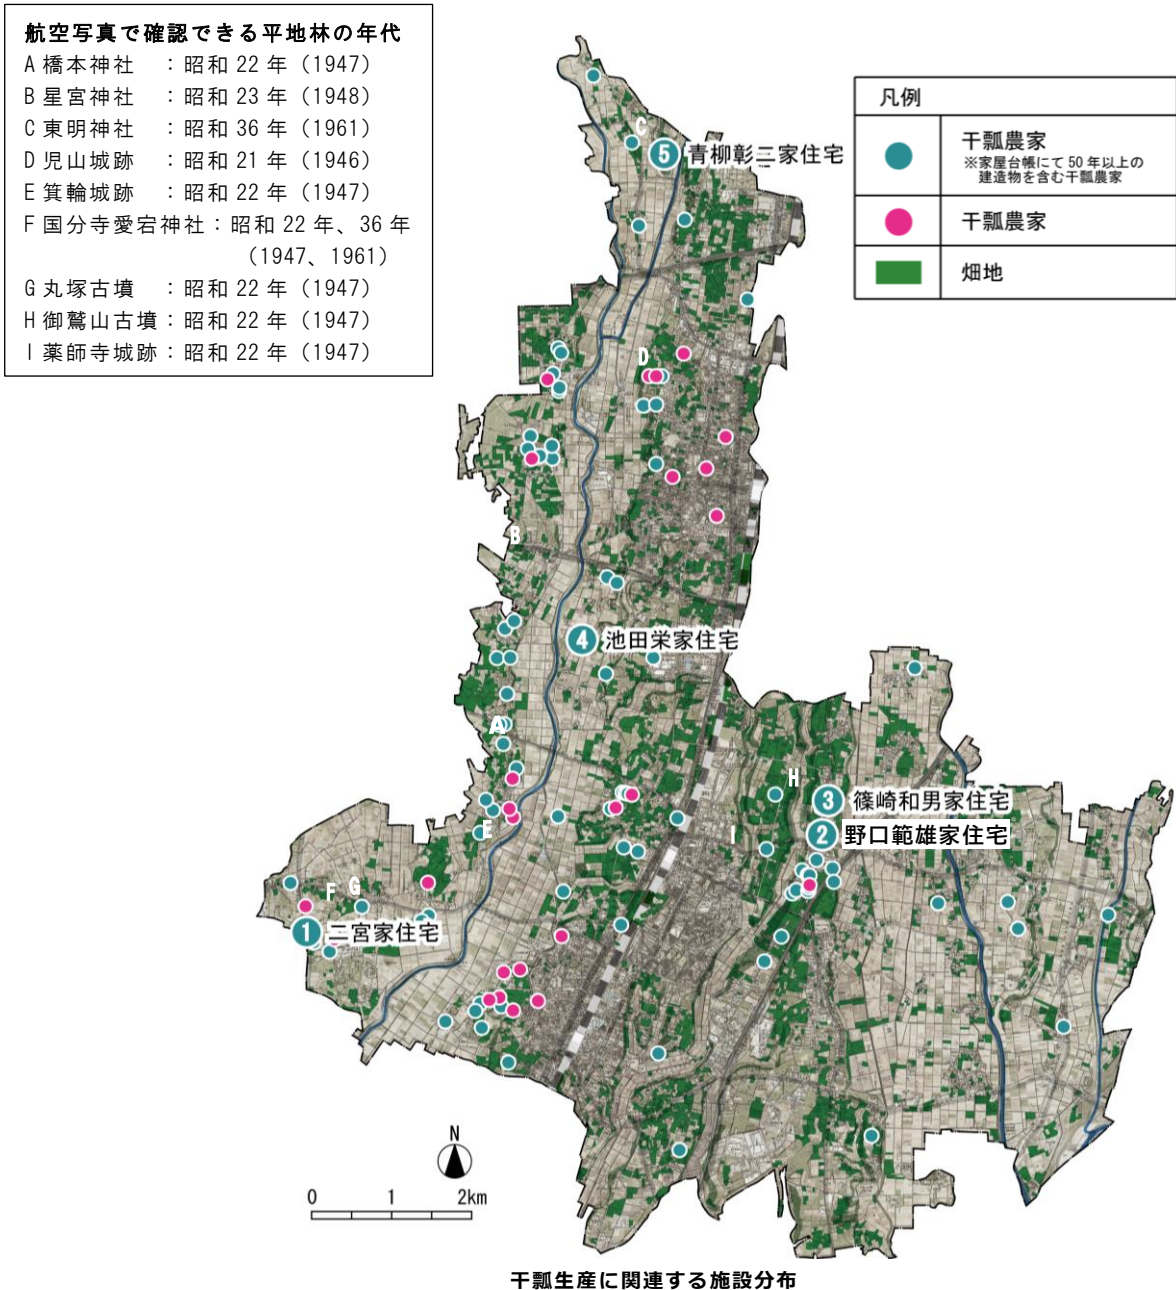 航空写真で確認できる平地林の年代
A 橋本神社　：昭和 22 年（1947）
B 星宮神社　：昭和 23 年（1948）
C 東明神社　：昭和 36 年（1961）
D 児山城跡　：昭和 21 年（1946）
E 箕輪城跡　：昭和 22 年（1947）
F 国分寺愛宕神社：昭和 22 年、36 年
（1947、1961）
G 丸塚古墳　：昭和 22 年（1947）
H 御鷲山古墳：昭和 22 年（1947）
I 薬師寺城跡：昭和 22 年（1947）
凡例
干瓢農家
※家屋台帳にて 50 年以上の
建造物を含む干瓢農家
干瓢農家
畑地
C
5 青柳彰二家住宅
D
B
4 池田栄家住宅
A
H
3 篠崎和男家住宅
E
I
2 野口範雄家住宅
F
G
1 二宮家住宅
N
0 1 2km
干瓢生産に関連する施設分布